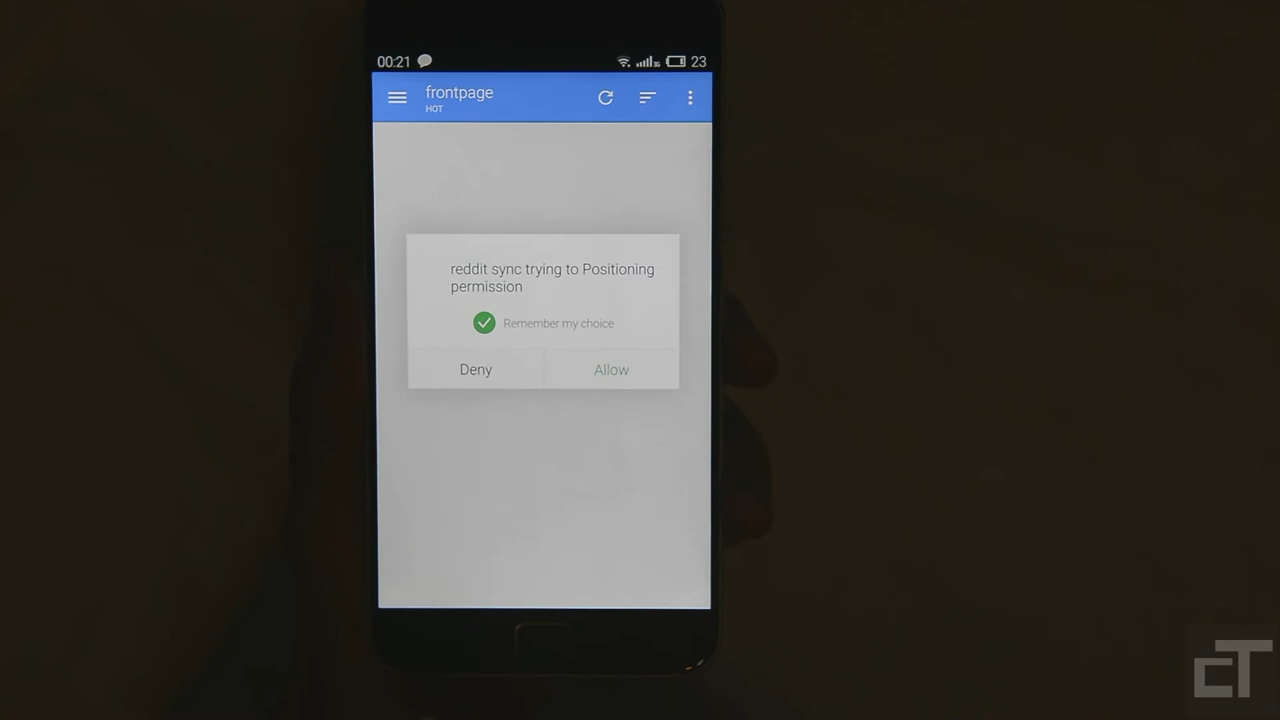 00:21 23
frontpage
HOT
reddit sync trying to Positioning
permission
Remember my choice
Deny Allow
cT